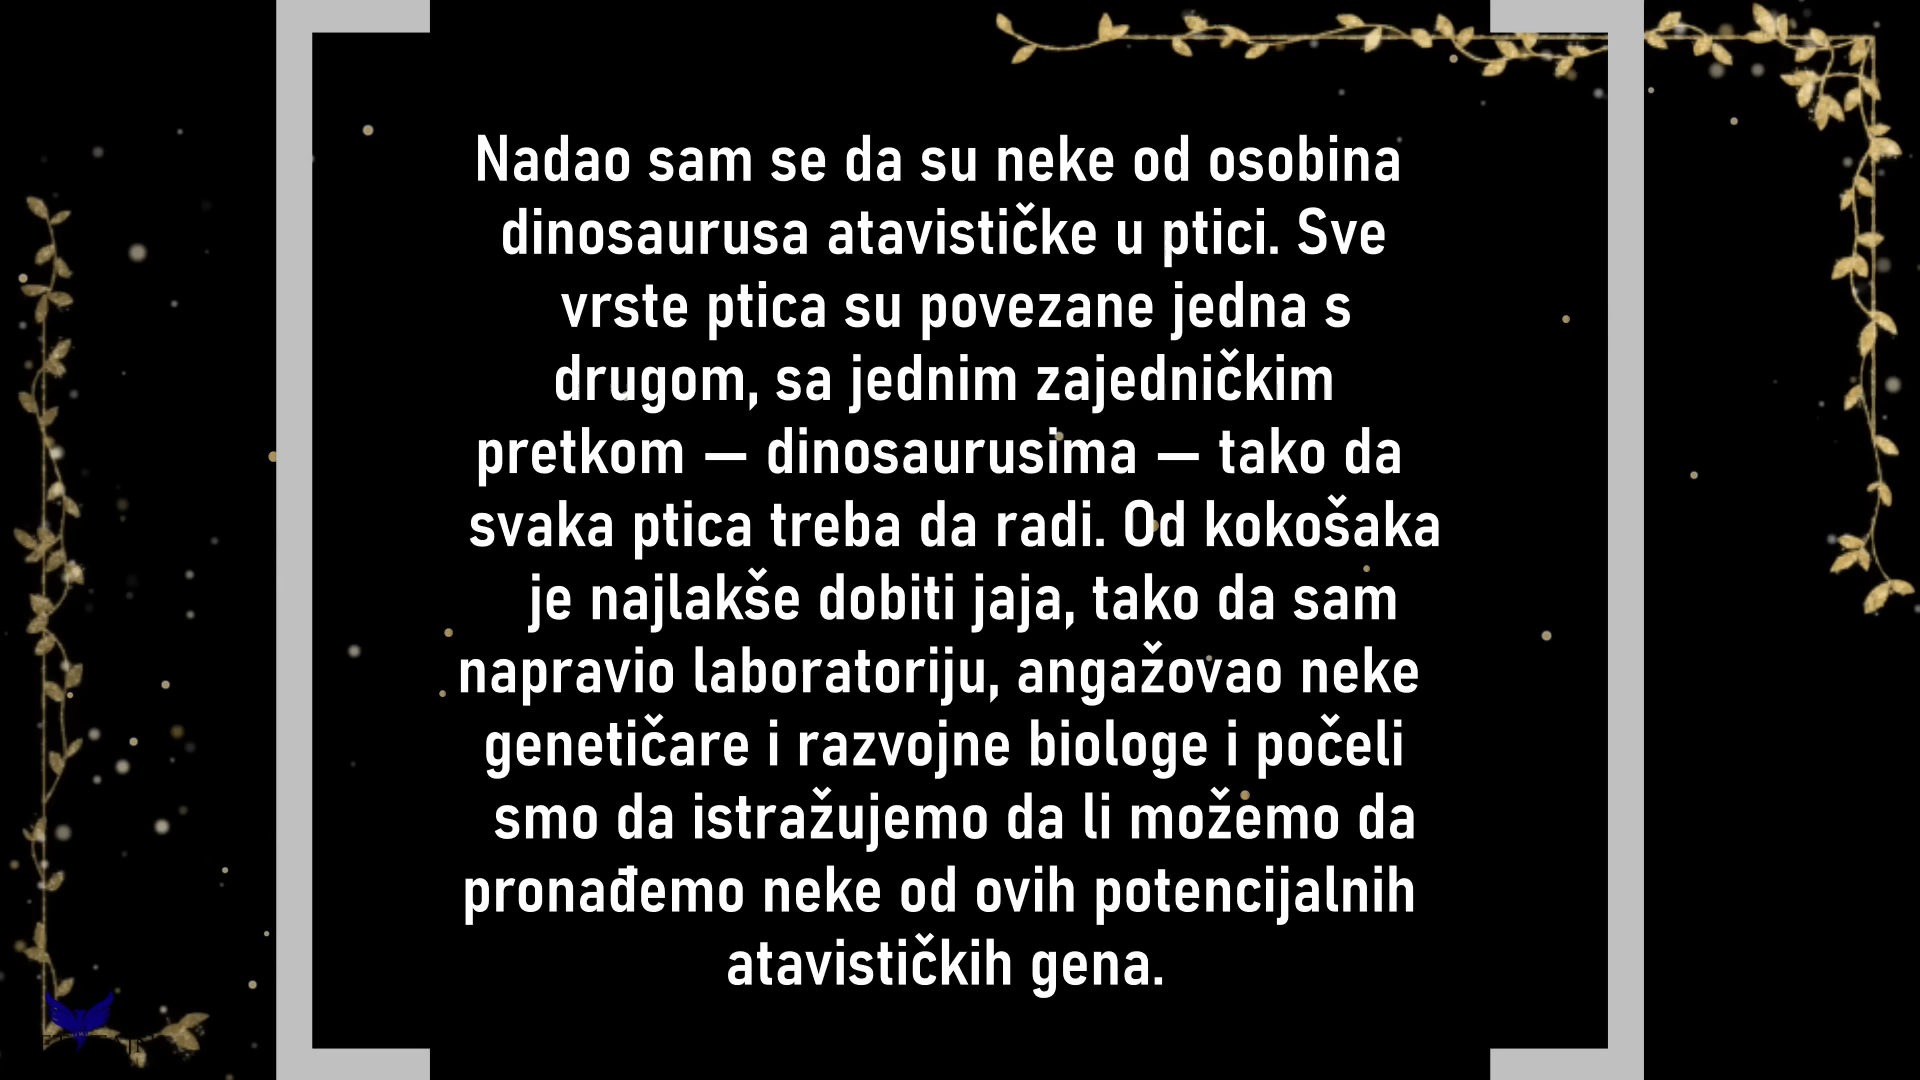 Nadao sam se da su neke od osobina
dinosaurusa atavističke u ptici. Sve
vrste ptica su povezane jedna s
drugom, sa jednim zajedničkim
pretkom — dinosaurusima — tako da
svaka ptica treba da radi. Od kokošaka
je najlakše dobiti jaja, tako da sam
napravio laboratoriju, angažovao neke
genetičare i razvojne biologe i počeli
smo da istražujemo da li možemo da
pronađemo neke od ovih potencijalnih
atavističkih gena.